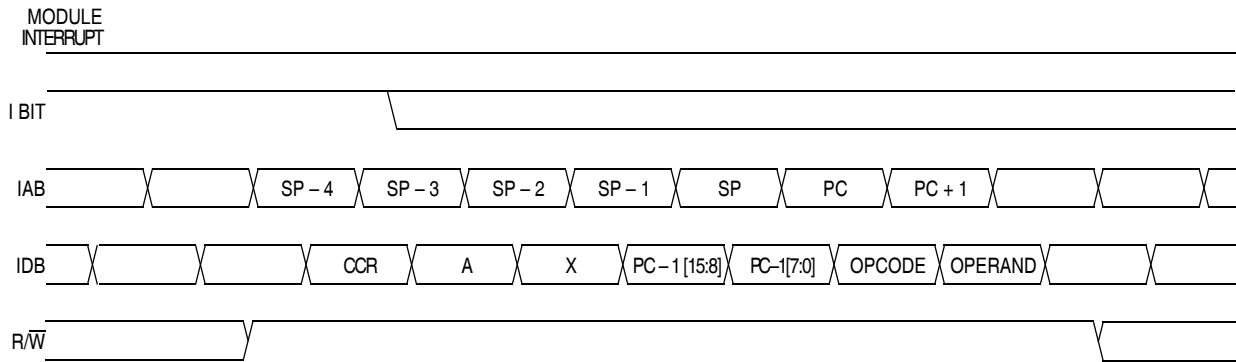 MODULE
INTERRUPT
I BIT
IAB SP – 4 SP – 3 SP – 2 SP – 1 SP PC PC + 1
IDB CCR A X PC – 1 [15:8] PC–1[7:0] OPCODE OPERAND
R/W̅